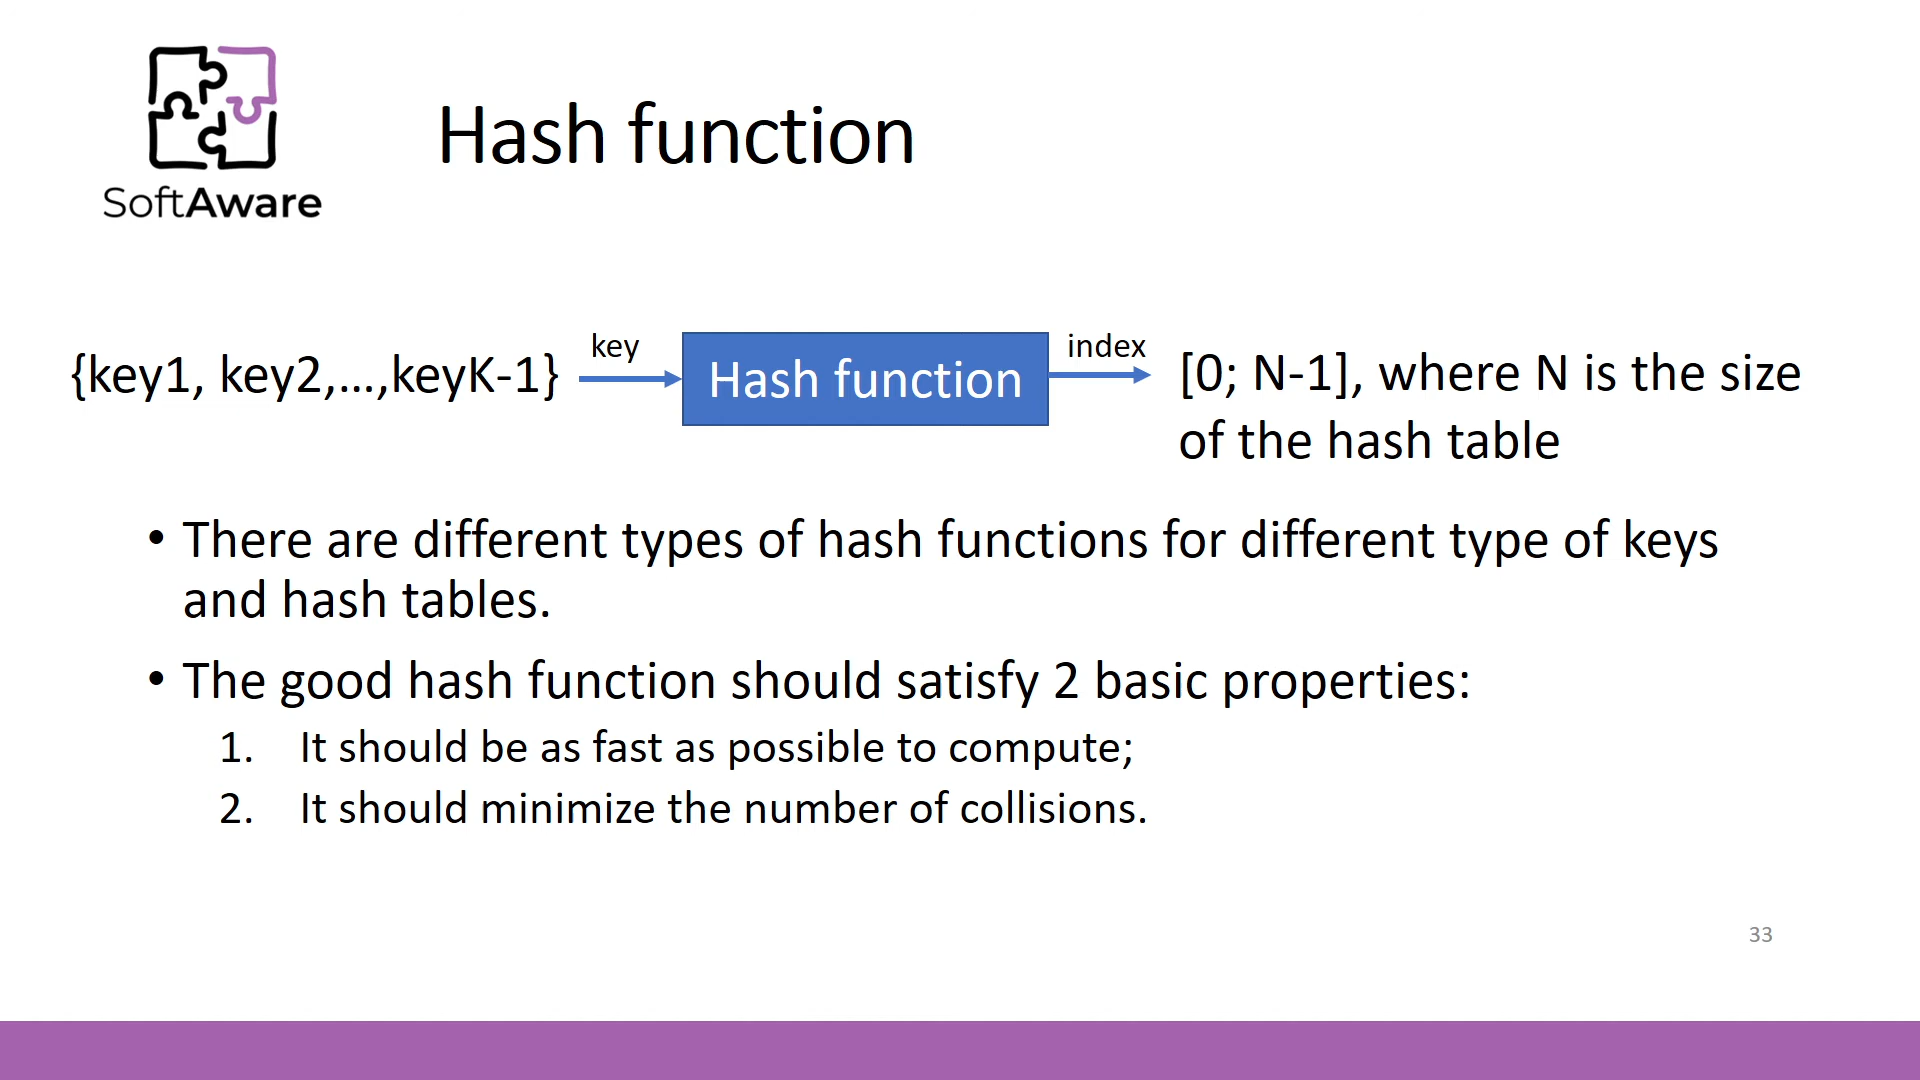 SoftAware
Hash function
{key1, key2,...,keyK-1}
key
Hash function
index
[0; N-1], where N is the size
of the hash table
• There are different types of hash functions for different type of keys
and hash tables.
• The good hash function should satisfy 2 basic properties:
1. It should be as fast as possible to compute;
2. It should minimize the number of collisions.
33